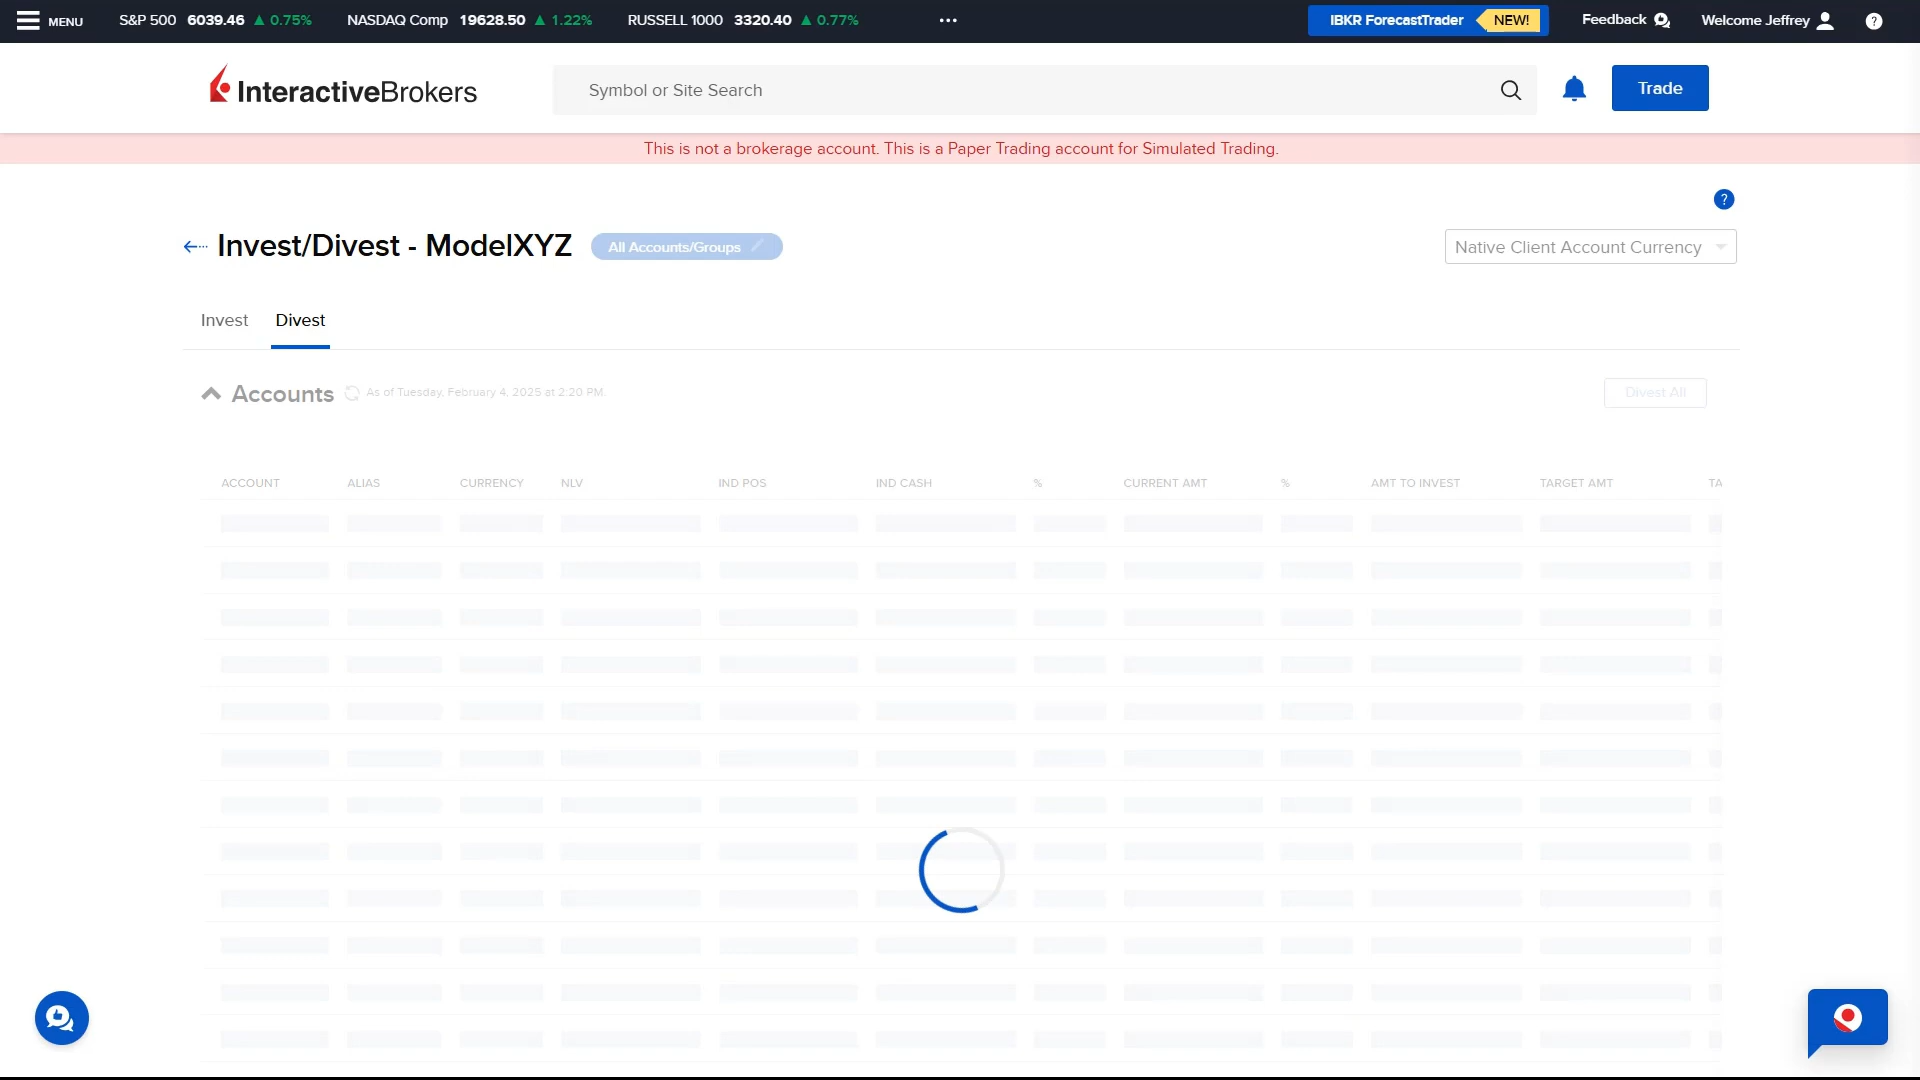 MENU S&P 500 6039.46 ▲ 0.75% NASDAQ Comp 19628.50 ▲ 1.22% RUSSELL 1000 3320.40 ▲ 0.77% ••• IBKR ForecastTrader NEW! Feedback Welcome Jeffrey ?
InteractiveBrokers Symbol or Site Search Trade
This is not a brokerage account. This is a Paper Trading account for Simulated Trading.
?
Invest/Divest - ModelXYZ All Accounts/Groups Native Client Account Currency
Invest Divest
Accounts As of Tuesday, February 4, 2025 at 2:20 PM. Divest All
ACCOUNT ALIAS CURRENCY NLV IND POS IND CASH % CURRENT AMT % AMT TO INVEST TARGET AMT TA